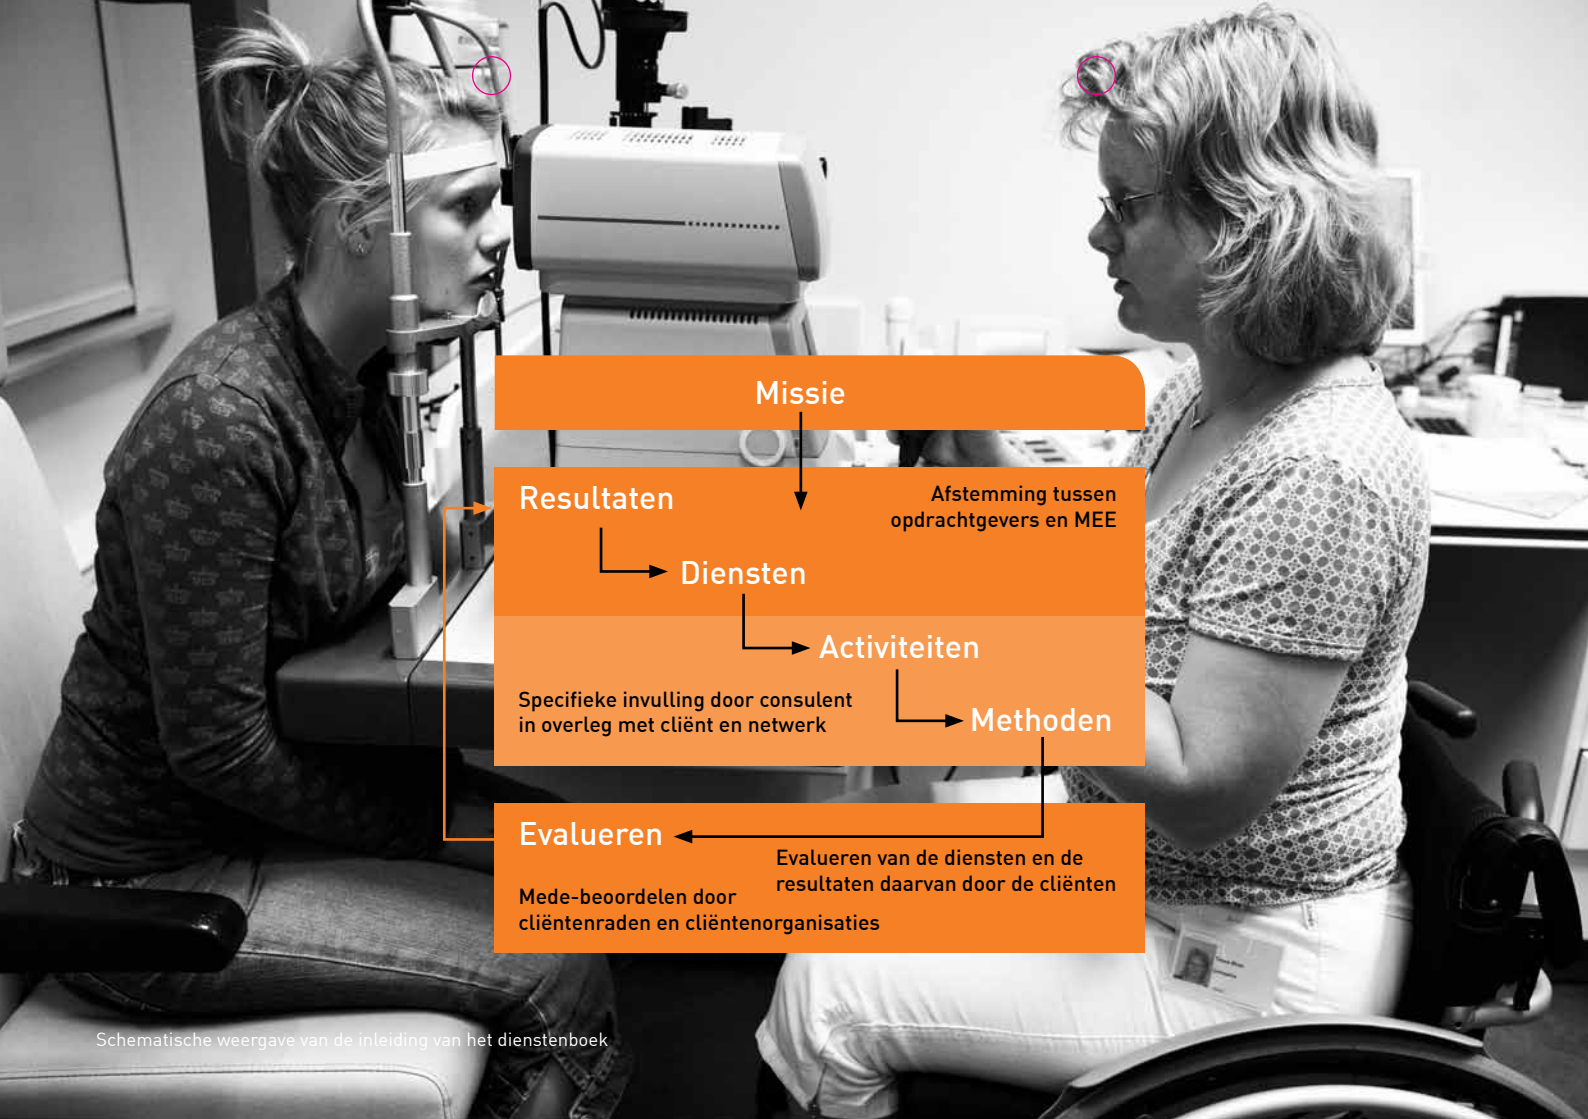 Missie
Resultaten
Afstemming tussen
opdrachtgevers en MEE
Diensten
Activiteiten
Specifieke invulling door consulent
in overleg met cliënt en netwerk
Methoden
Evalueren
Evalueren van de diensten en de
resultaten daarvan door de cliënten
Mede-beoordelen door
cliëntenraden en cliëntenorganisaties
Schematische weergave van de inleiding van het dienstenboek